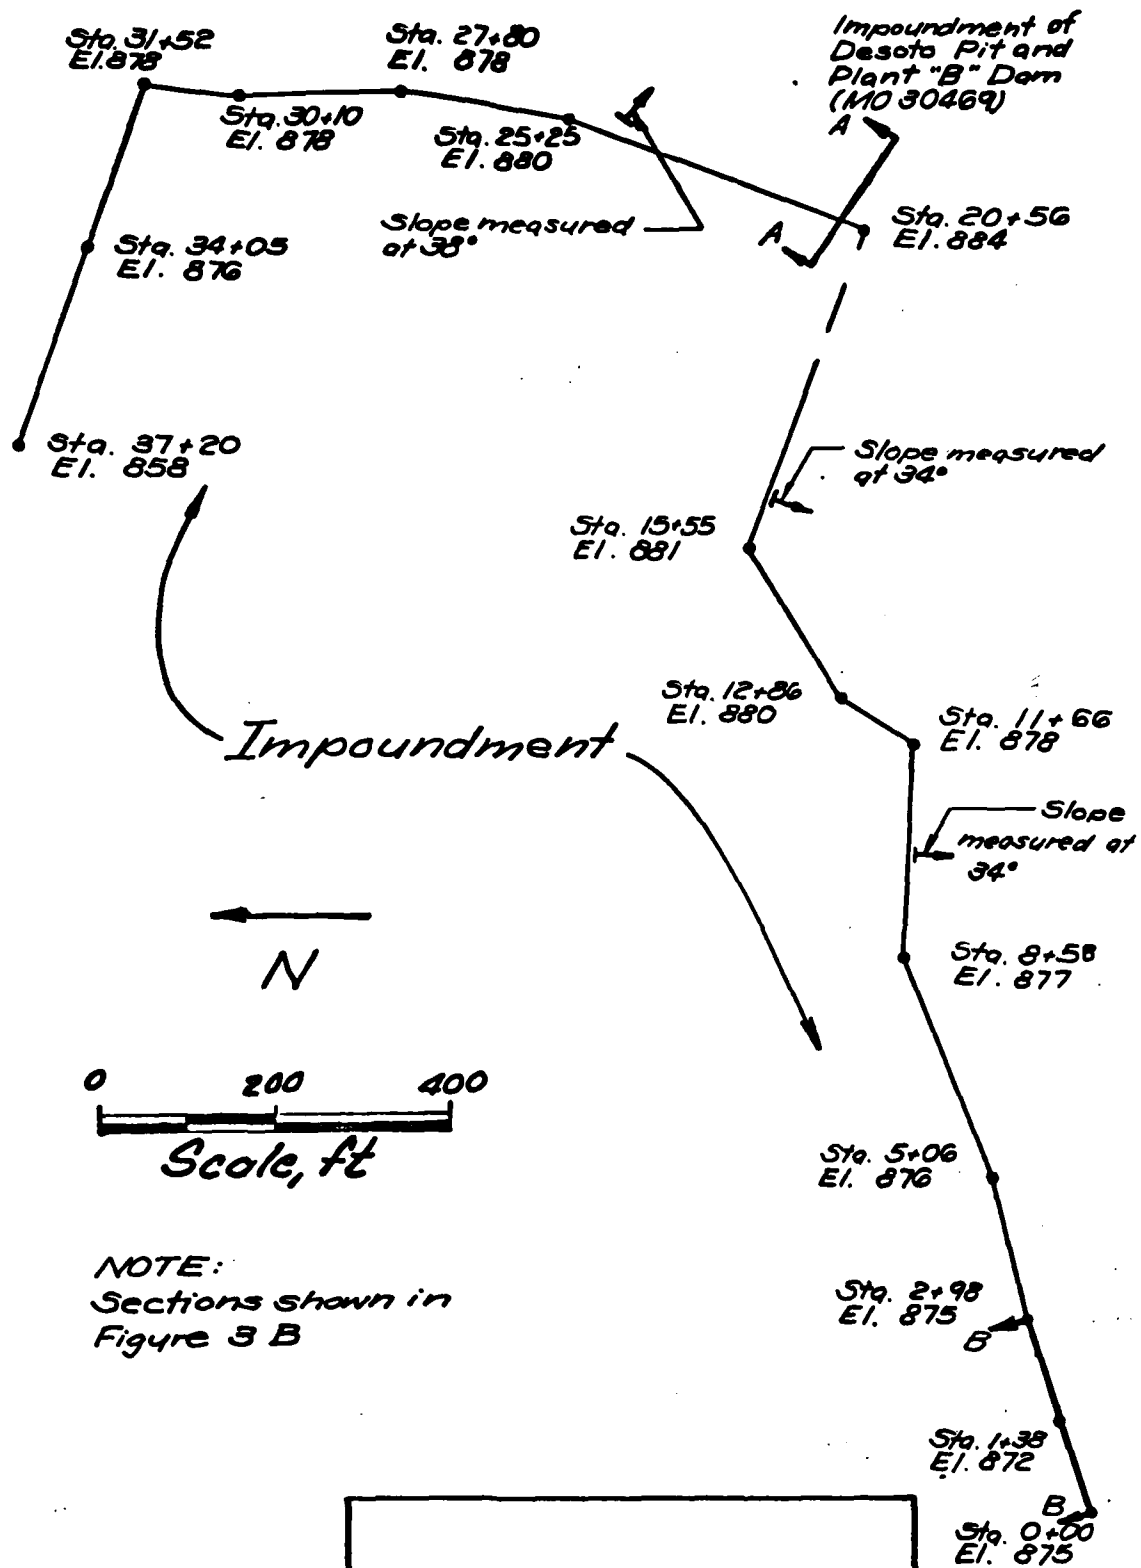 Impoundment of
Desoto Pit and
Plant "B" Dam
(MO 30469)
Sta. 31+52
El. 878
Sta. 27+80
El. 878
Sta. 30+10
El. 878
Sta. 25+25
El. 880
A
Slope measured
at 38°
A
Sta. 20+56
El. 884
Sta. 34+05
El. 876
Sta. 37+20
El. 858
Slope measured
at 34°
Sta. 15+55
El. 881
Sta. 12+86
El. 880
Sta. 11+66
El. 878
Impoundment
Slope
measured at
34°
N
Sta. 8+58
El. 877
0 200 400
Scale, ft
Sta. 5+06
El. 876
NOTE:
Sections shown in
Figure 3 B
Sta. 2+98
El. 875
B
Sta. 1+38
El. 872
B
Sta. 0+00
El. 875